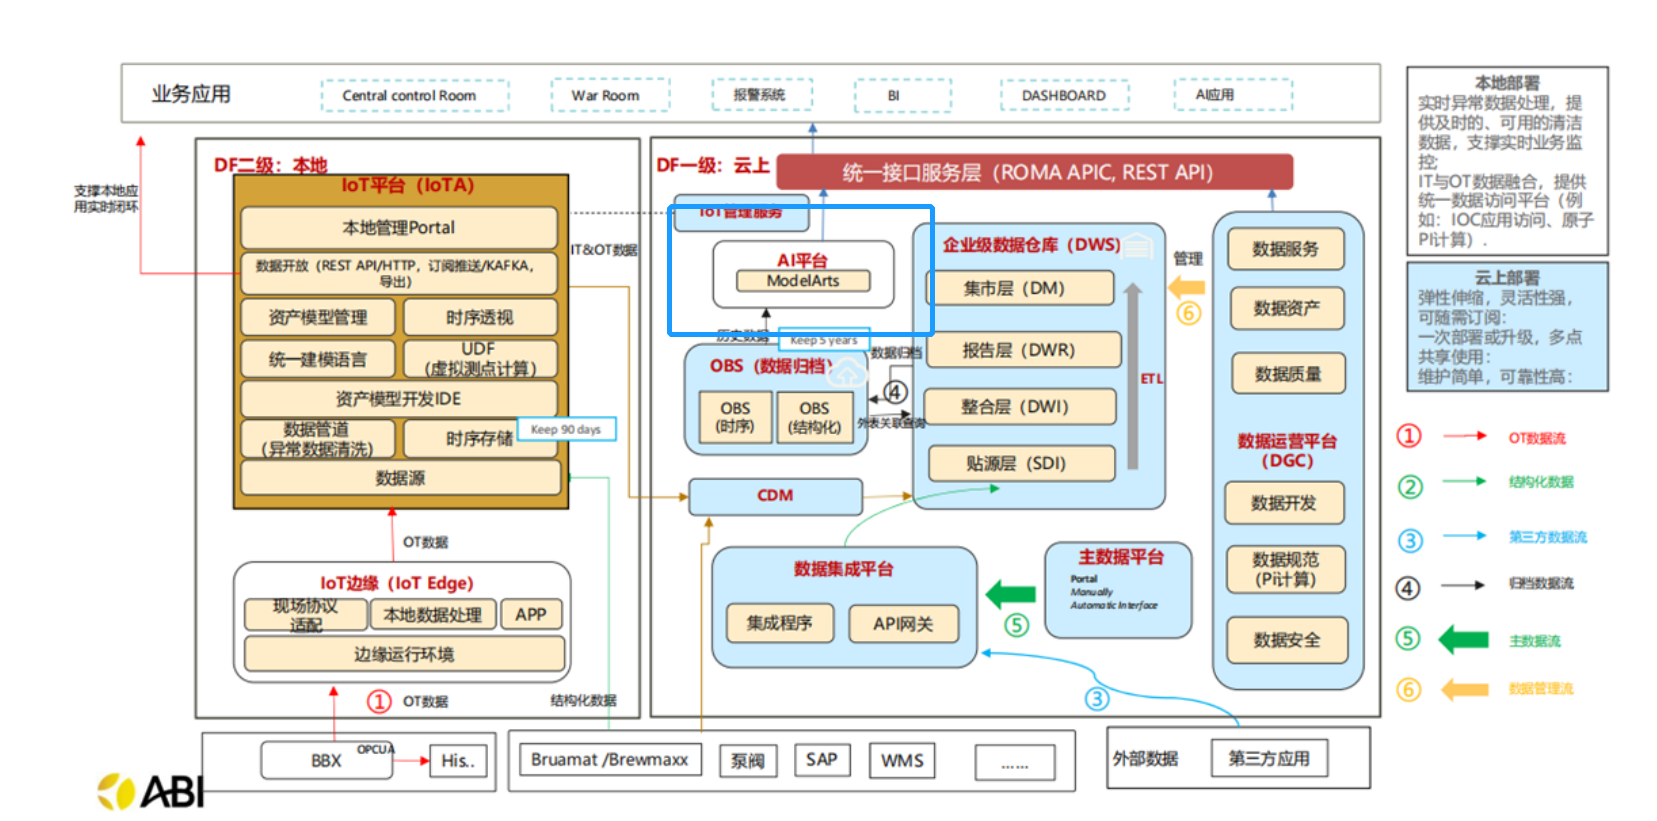 业务应用
Central control Room
War Room
报警系统
BI
DASHBOARD
AI应用
支撑本地应
用实时闭环
DF二级：本地
IoT平台（IoTA）
本地管理Portal
数据开放（REST API/HTTP，订阅推送/KAFKA，
导出）
资产模型管理
时序透视
统一建模语言
UDF
（虚拟测点计算）
资产模型开发IDE
数据管道
（异常数据清洗）
时序存储
Keep 90 days
数据源
OT数据
IoT边缘（IoT Edge）
现场协议
适配
本地数据处理
APP
边缘运行环境
① OT数据
结构化数据
IT&OT数据
DF一级：云上
统一接口服务层（ROMA APIC, REST API）
IoT管理服务
AI平台
ModelArts
历史数据
Keep 5 years
OBS（数据归档）
OBS
（时序）
OBS
（结构化）
数据归档
④
外表关联查询
企业级数据仓库（DWS）
集市层（DM）
报告层（DWR）
整合层（DWI）
贴源层（SDI）
ETL
管理
⑥
CDM
数据集成平台
集成程序
API网关
⑤
主数据平台
Portal
Manually
Automatic Interface
③
数据服务
数据资产
数据质量
数据运营平台
（DGC）
数据开发
数据规范
（Pi计算）
数据安全
BBX
OPCUA
His..
Bruamat /Brewmaxx
泵阀
SAP
WMS
......
外部数据
第三方应用
ABI
本地部署
实时异常数据处理，提
供及时的、可用的清洁
数据，支撑实时业务监
控;
IT与OT数据融合，提供
统一数据访问平台（例
如：IOC应用访问、原子
PI计算）.
云上部署
弹性伸缩，灵活性强，
可随需订阅：
一次部署或升级，多点
共享使用：
维护简单，可靠性高：
① OT数据流
② 结构化数据
③ 第三方数据流
④ 归档数据流
⑤ 主数据流
⑥ 数据管理流